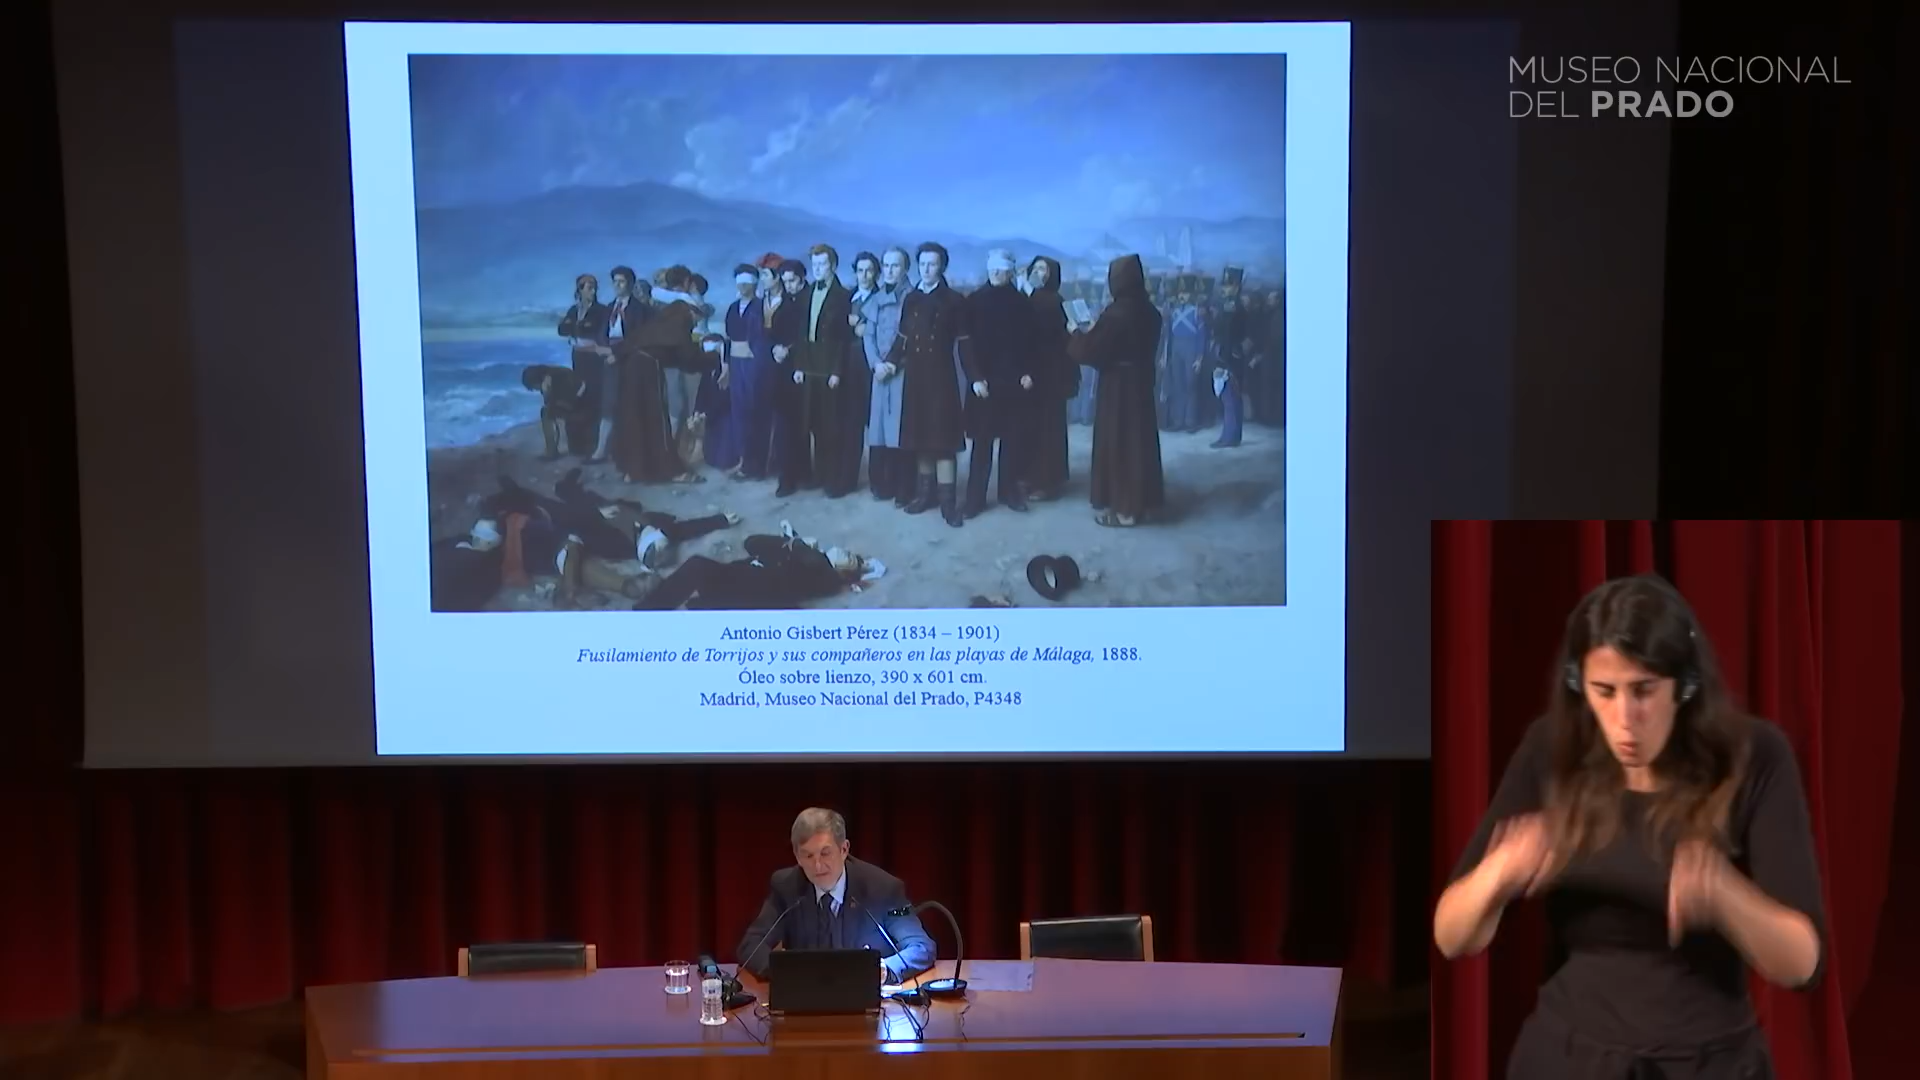 MUSEO NACIONAL
DEL PRADO
Antonio Gisbert Pérez (1834 – 1901)
Fusilamiento de Torrijos y sus compañeros en las playas de Málaga, 1888.
Óleo sobre lienzo, 390 x 601 cm.
Madrid, Museo Nacional del Prado, P4348